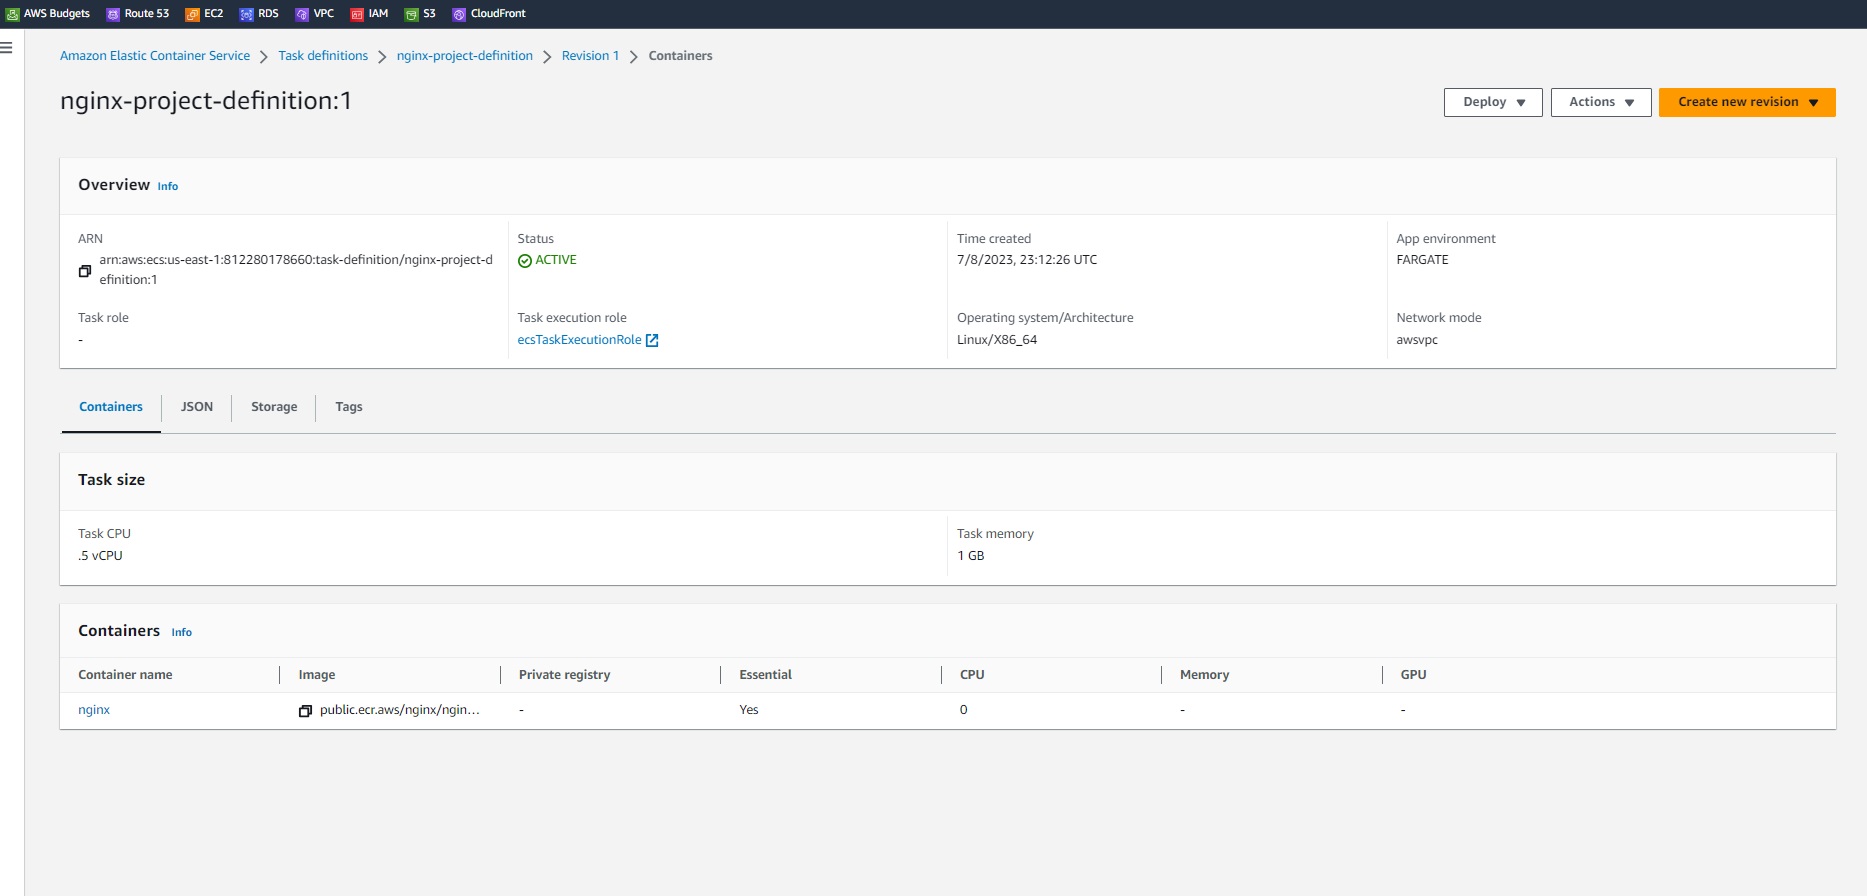 AWS Budgets Route 53 EC2 RDS VPC IAM S3 CloudFront
Amazon Elastic Container Service > Task definitions > nginx-project-definition > Revision 1 > Containers
nginx-project-definition:1
Deploy Actions Create new revision
Overview Info
ARN Status Time created App environment
arn:aws:ecs:us-east-1:812280178660:task-definition/nginx-project-d
efinition:1
ACTIVE 7/8/2023, 23:12:26 UTC FARGATE
Task role Task execution role Operating system/Architecture Network mode
- ecsTaskExecutionRole Linux/X86_64 awsvpc
Containers JSON Storage Tags
Task size
Task CPU Task memory
.5 vCPU 1 GB
Containers Info
Container name Image Private registry Essential CPU Memory GPU
nginx public.ecr.aws/nginx/ngin... - Yes 0 - -